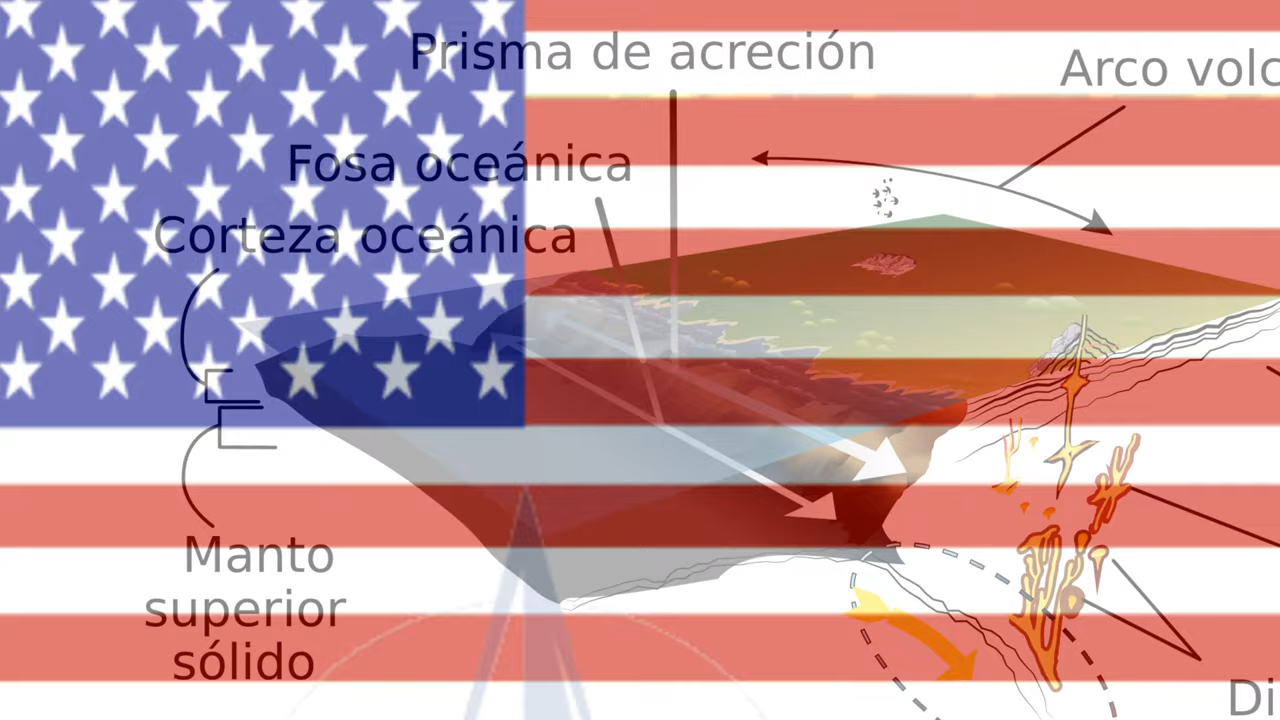 Prisma de acreción
Arco volc
Fosa oceánica
Corteza oceánica
Manto
superior
sólido
Di